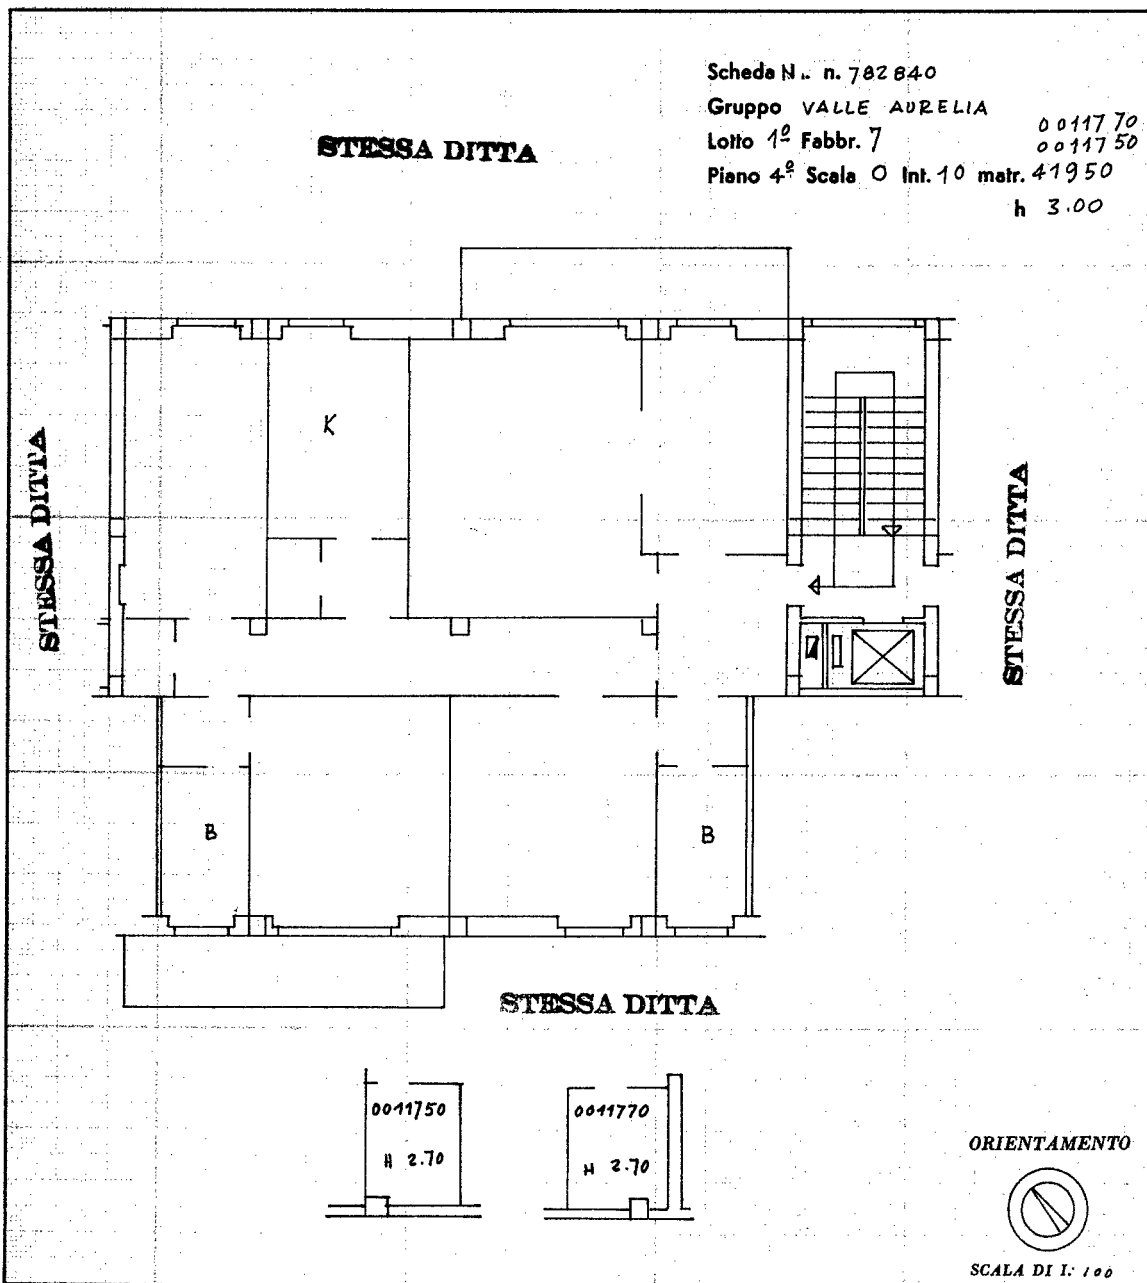 Scheda N.. n. 782840
Gruppo VALLE AURELIA
001177 0
Lotto 1º Fabbr. 7
0011750
Piano 4º Scala O Int. 10 matr. 41950
h 3.00
STESSA DITTA
K
STESSA DITTA
STESSA DITTA
B
B
STESSA DITTA
0011750
H 2.70
0011770
H 2.70
ORIENTAMENTO
SCALA DI 1: 100